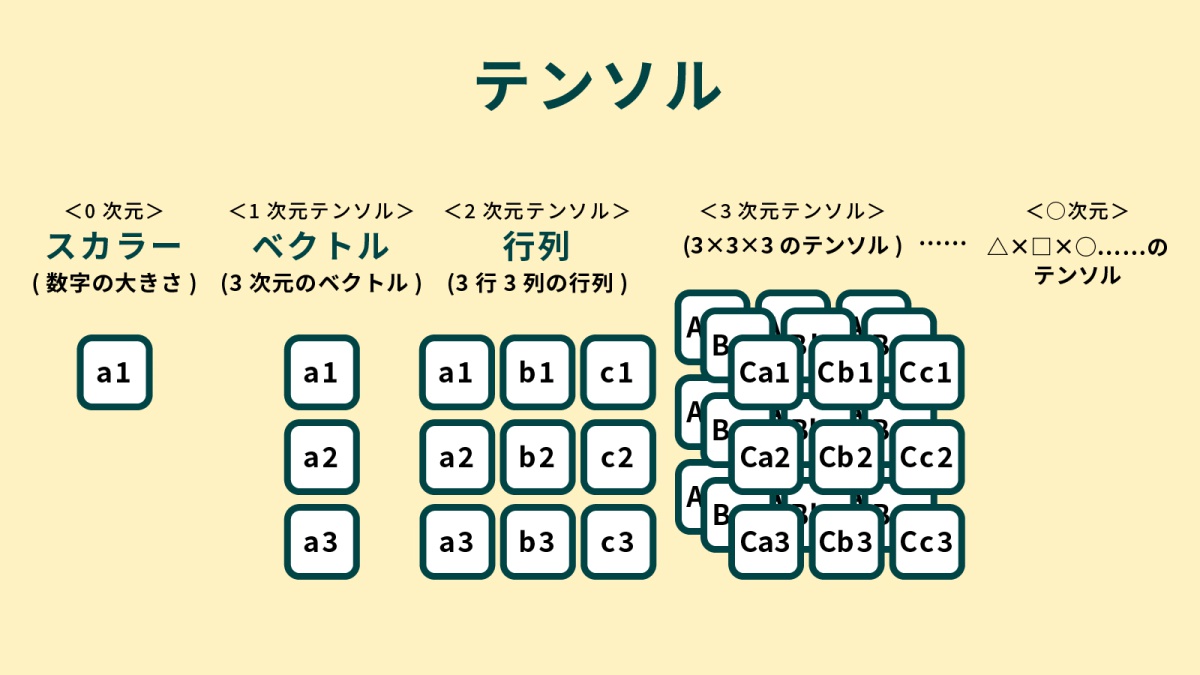 テンソル
＜0 次元＞
スカラー
( 数字の大きさ )
a1
＜1 次元テンソル＞
ベクトル
(3 次元のベクトル )
a1
a2
a3
＜2 次元テンソル＞
行列
(3 行 3 列の行列 )
a1 b1 c1
a2 b2 c2
a3 b3 c3
＜3 次元テンソル＞
(3×3×3 のテンソル )
Ca1 Cb1 Cc1
Ca2 Cb2 Cc2
Ca3 Cb3 Cc3
……
＜○次元＞
△×□×○……の
テンソル